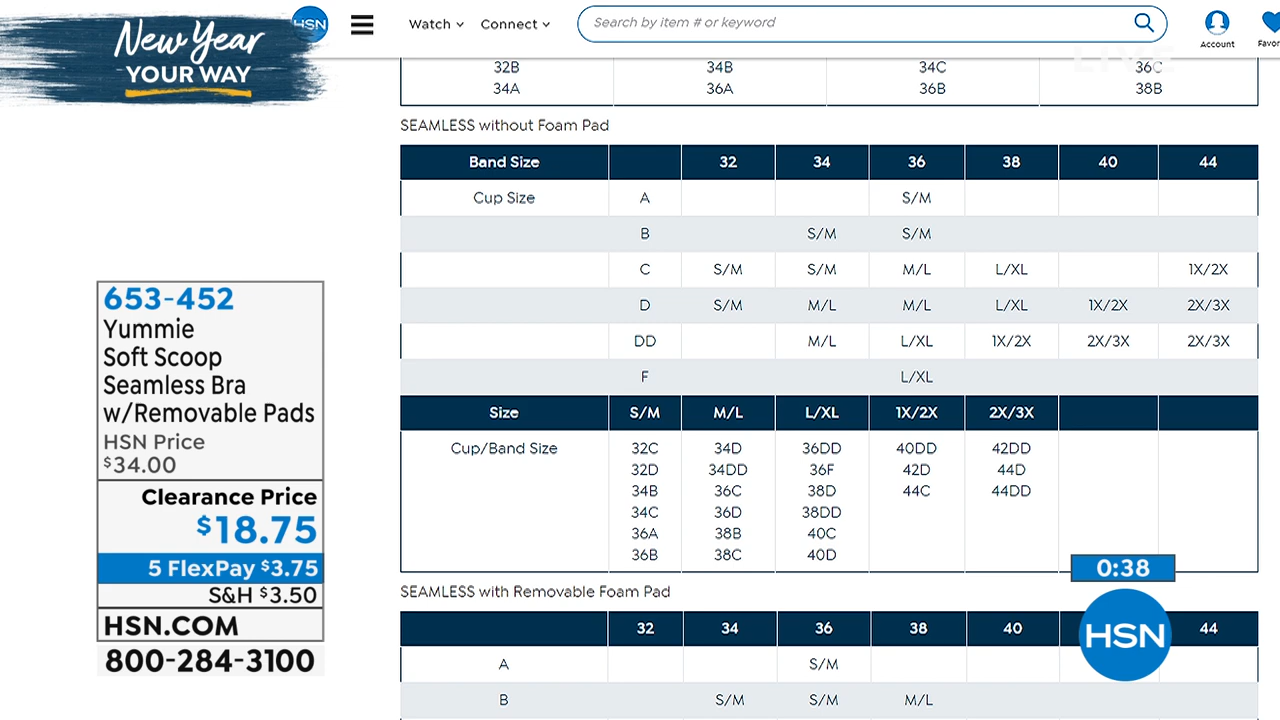 New Year
YOUR WAY
HSN
Watch Connect Search by item # or keyword Account Favor
LIVE
32B 34B 34C 36C
34A 36A 36B 38B
SEAMLESS without Foam Pad
Band Size 32 34 36 38 40 44
Cup Size A S/M
B S/M S/M
C S/M S/M M/L L/XL 1X/2X
D S/M M/L M/L L/XL 1X/2X 2X/3X
DD M/L L/XL 1X/2X 2X/3X 2X/3X
F L/XL
Size S/M M/L L/XL 1X/2X 2X/3X
Cup/Band Size 32C 34D 36DD 40DD 42DD
32D 34DD 36F 42D 44D
34B 36C 38D 44C 44DD
34C 36D 38DD
36A 38B 40C
36B 38C 40D
SEAMLESS with Removable Foam Pad
32 34 36 38 40 44
A S/M
B S/M S/M M/L
653-452
Yummie
Soft Scoop
Seamless Bra
w/Removable Pads
HSN Price
$34.00
Clearance Price
$18.75
5 FlexPay $3.75
S&H $3.50
HSN.COM
800-284-3100
0:38
HSN